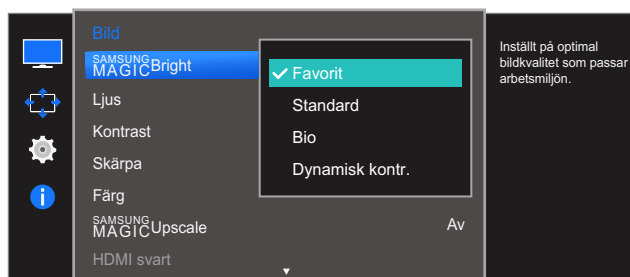 Bild
SAMSUNG
MAGICBright
Ljus
Kontrast
Skärpa
Färg
SAMSUNG
MAGICUpscale Av
HDMI svart
Favorit
Standard
Bio
Dynamisk kontr.
Inställt på optimal
bildkvalitet som passar
arbetsmiljön.